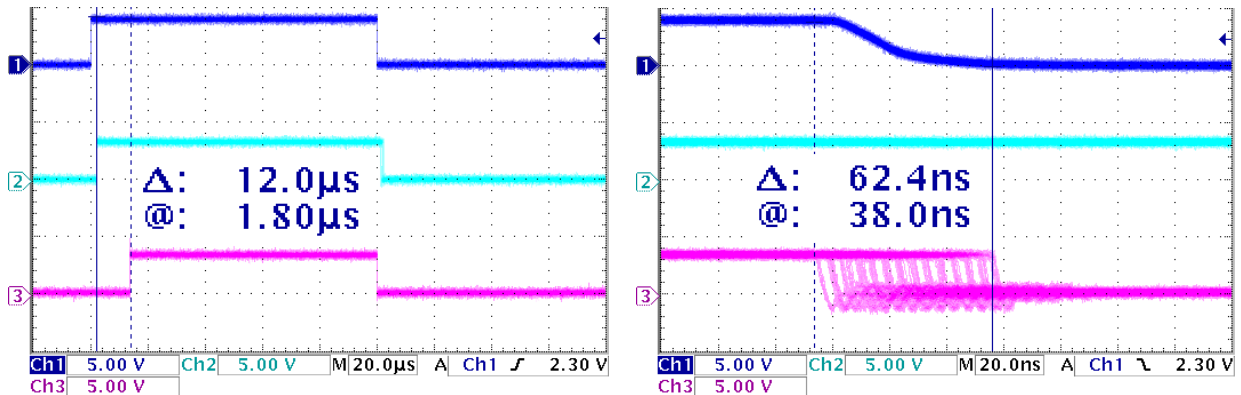 1
2
Δ: 12.0µs
@: 1.80µs
3
Ch1 5.00 V Ch2 5.00 V M 20.0µs A Ch1 ƒ 2.30 V
Ch3 5.00 V
1
2
Δ: 62.4ns
@: 38.0ns
3
Ch1 5.00 V Ch2 5.00 V M 20.0ns A Ch1 2.30 V
Ch3 5.00 V